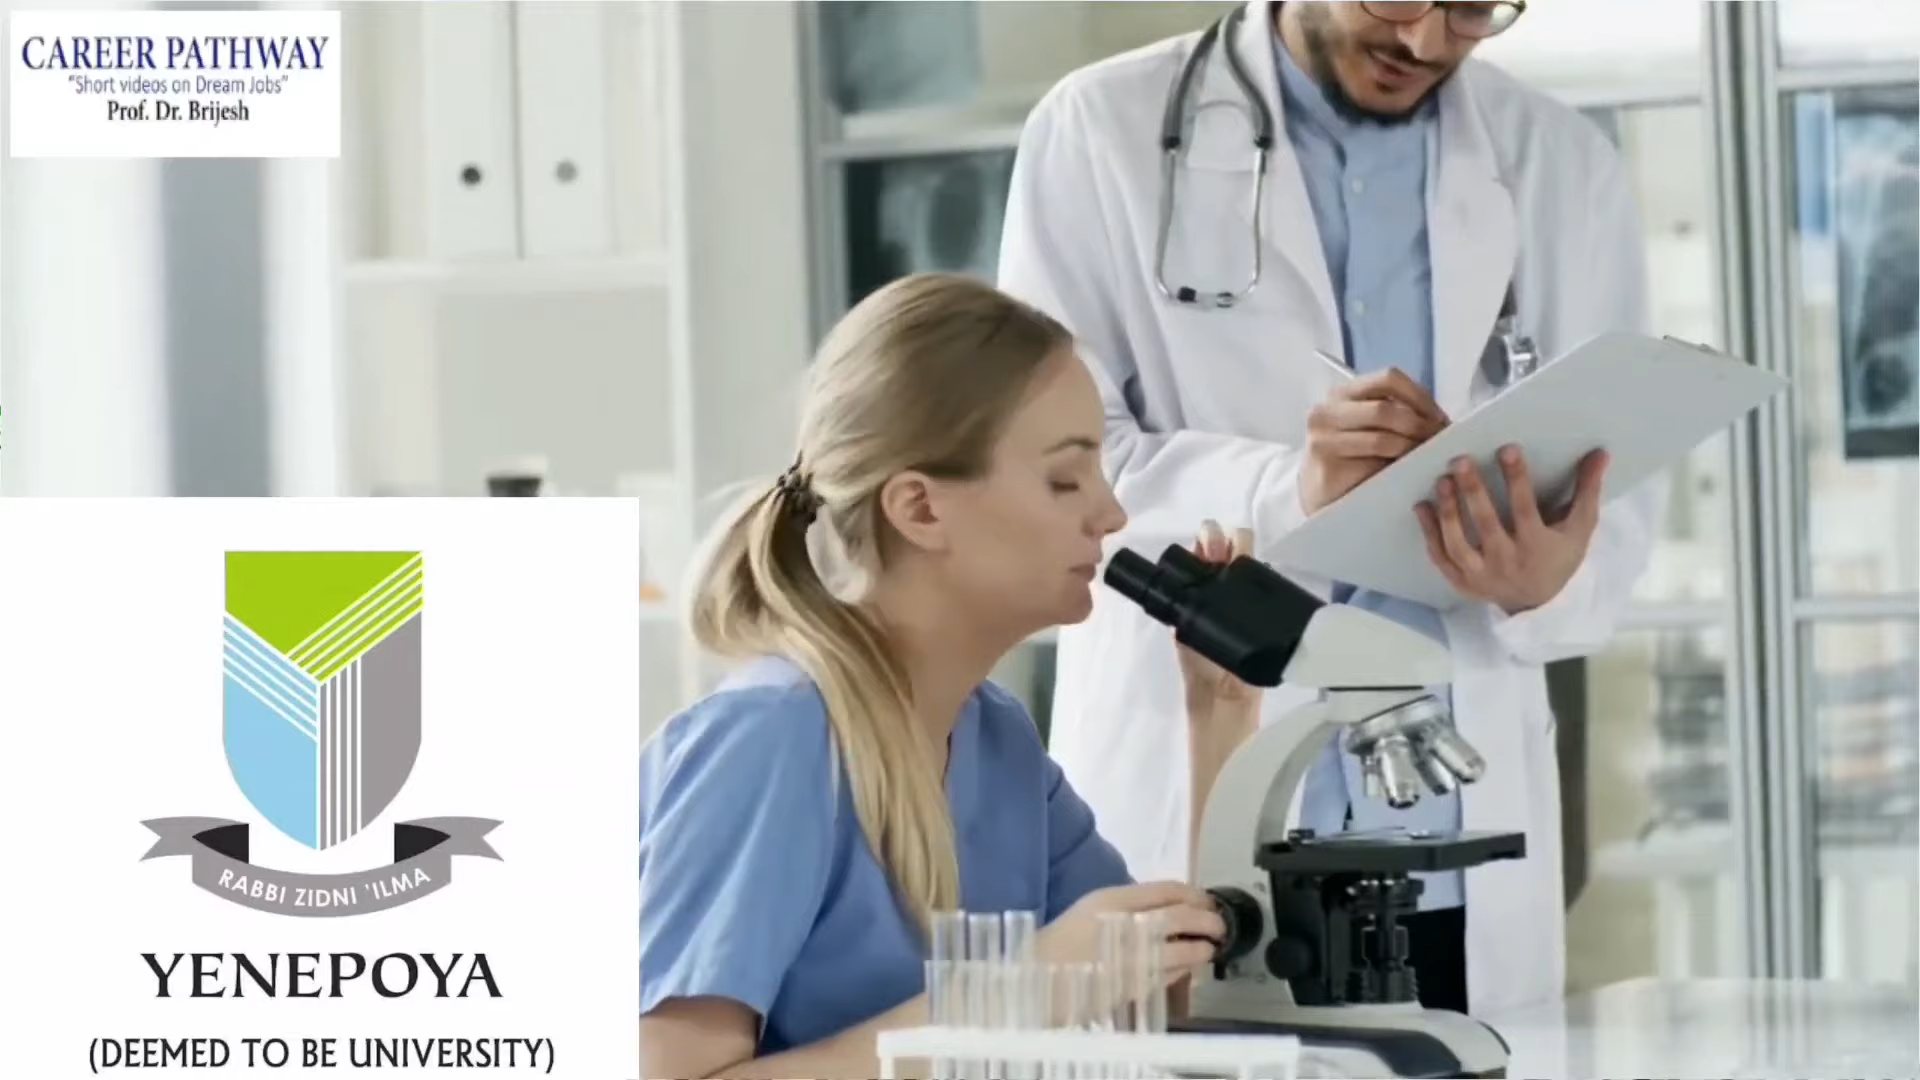 CAREER PATHWAY
"Short videos on Dream Jobs"
Prof. Dr. Brijesh
RABBI ZIDNI 'ILMA
YENEPOYA
(DEEMED TO BE UNIVERSITY)